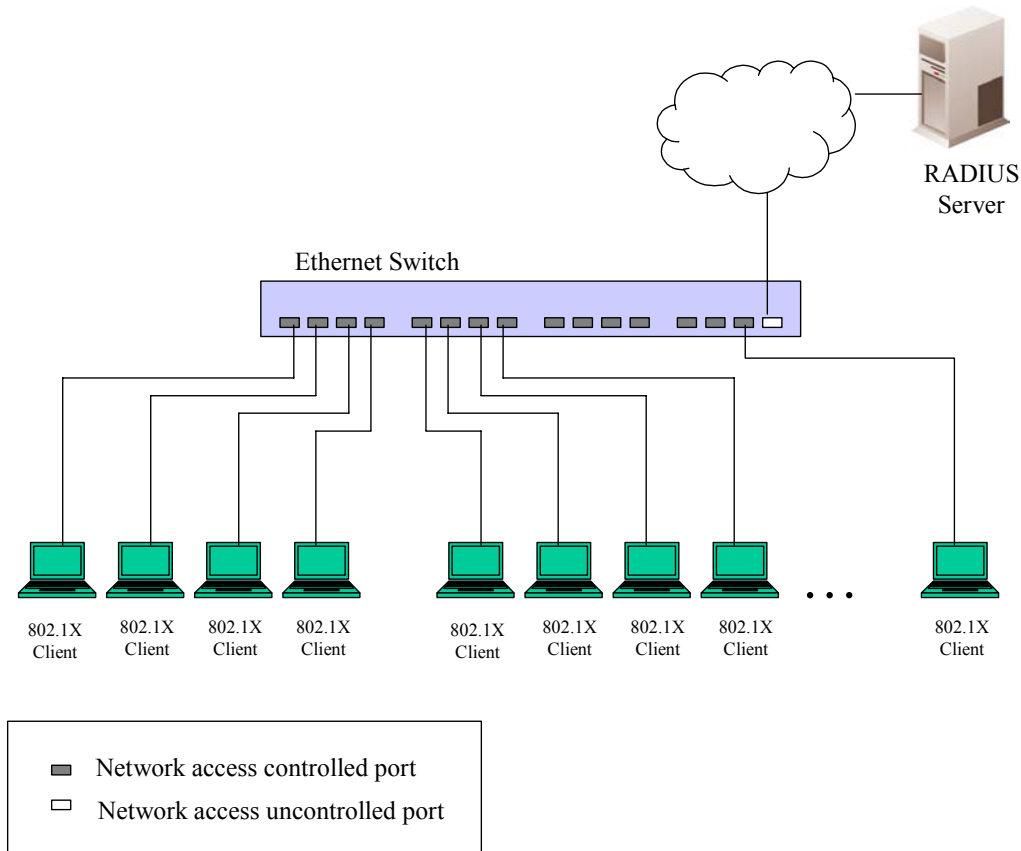 RADIUS
Server
Ethernet Switch
802.1X
Client
802.1X
Client
802.1X
Client
802.1X
Client
802.1X
Client
802.1X
Client
802.1X
Client
802.1X
Client
802.1X
Client
Network access controlled port
Network access uncontrolled port